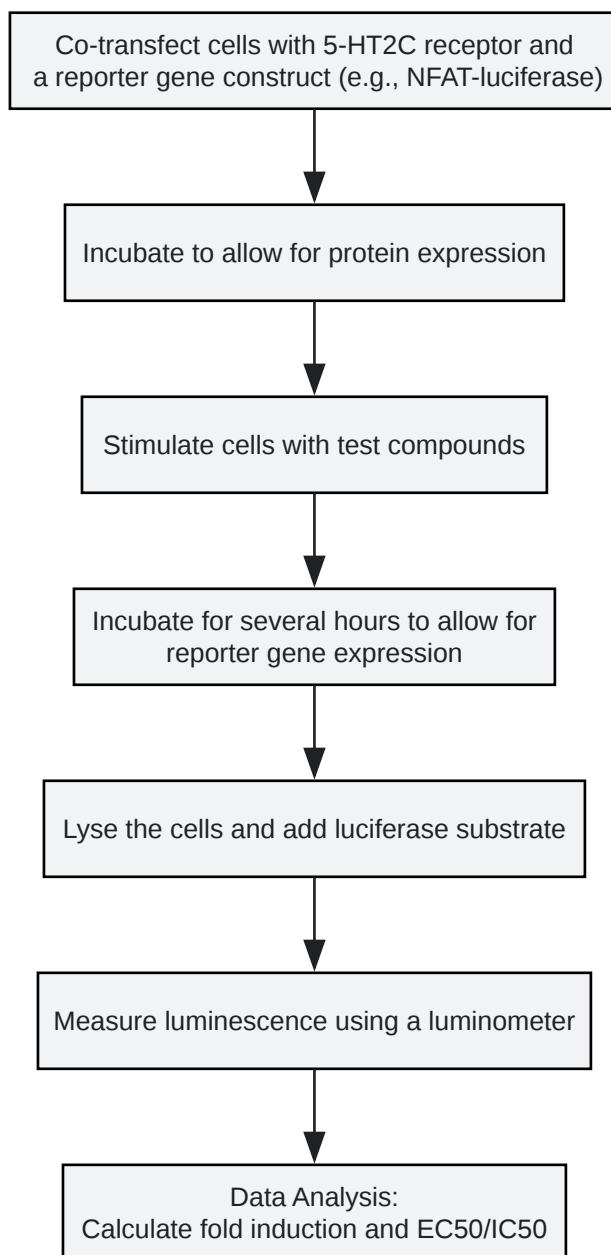 Co-transfect cells with 5-HT2C receptor and
a reporter gene construct (e.g., NFAT-luciferase)
Incubate to allow for protein expression
Stimulate cells with test compounds
Incubate for several hours to allow for
reporter gene expression
Lyse the cells and add luciferase substrate
Measure luminescence using a luminometer
Data Analysis:
Calculate fold induction and EC50/IC50